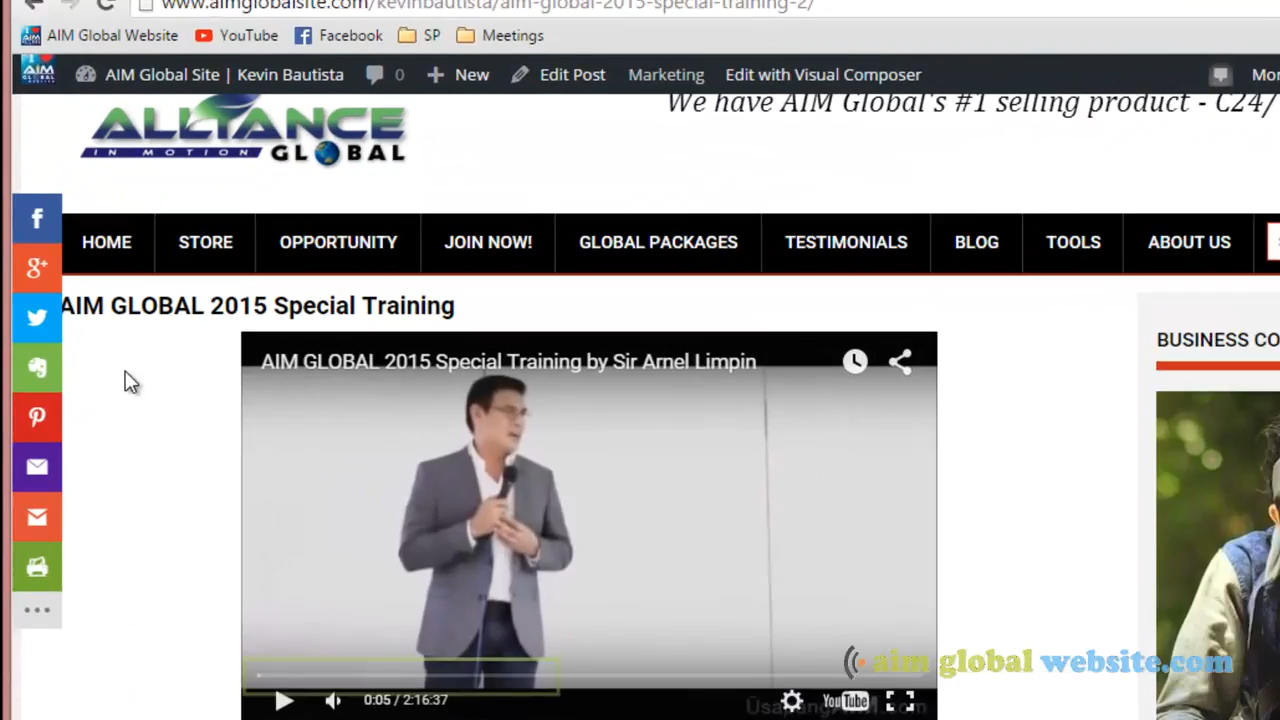 www.aimglobalsite.com/kevinbautista/aim-global-2015-special-training-2/
AIM Global Website YouTube Facebook SP Meetings
AIM GLOBAL
AIM Global Site | Kevin Bautista 0 New Edit Post Marketing Edit with Visual Composer
We have AIM Global's #1 selling product - C24/
ALLIANCE
IN MOTION GLOBAL
HOME STORE OPPORTUNITY JOIN NOW! GLOBAL PACKAGES TESTIMONIALS BLOG TOOLS ABOUT US
AIM GLOBAL 2015 Special Training
BUSINESS CO
AIM GLOBAL 2015 Special Training by Sir Arnel Limpin
aim global website.com
0:05 / 2:16:37
YouTube